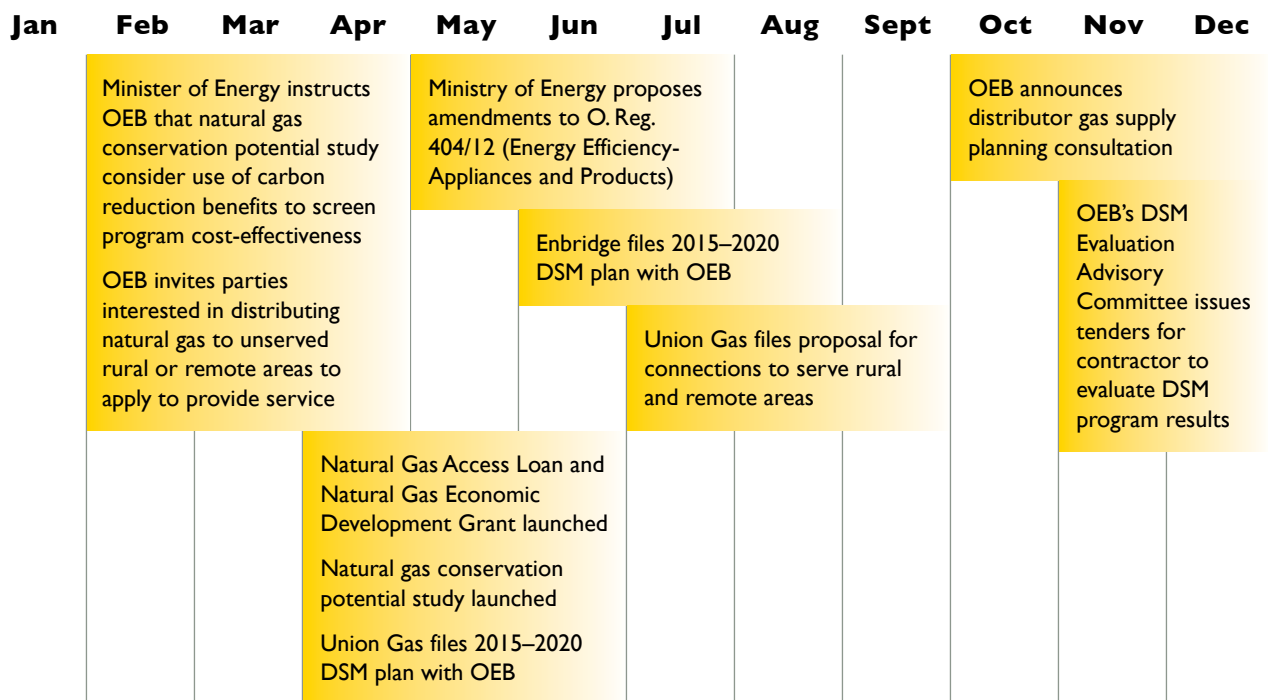 Jan Feb Mar Apr May Jun Jul Aug Sept Oct Nov Dec
Minister of Energy instructs
OEB that natural gas
conservation potential study
consider use of carbon
reduction benefits to screen
program cost-effectiveness
OEB invites parties
interested in distributing
natural gas to unserved
rural or remote areas to
apply to provide service
Natural Gas Access Loan and
Natural Gas Economic
Development Grant launched
Natural gas conservation
potential study launched
Union Gas files 2015–2020
DSM plan with OEB
Ministry of Energy proposes
amendments to O. Reg.
404/12 (Energy Efficiency-
Appliances and Products)
Enbridge files 2015–2020
DSM plan with OEB
Union Gas files proposal for
connections to serve rural
and remote areas
OEB announces
distributor gas supply
planning consultation
OEB’s DSM
Evaluation
Advisory
Committee issues
tenders for
contractor to
evaluate DSM
program results